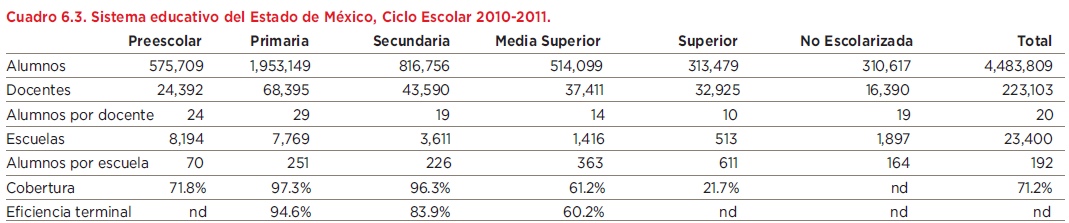 Cuadro 6.3. Sistema educativo del Estado de México, Ciclo Escolar 2010-2011.
Preescolar Primaria Secundaria Media Superior Superior No Escolarizada Total
Alumnos 575,709 1,953,149 816,756 514,099 313,479 310,617 4,483,809
Docentes 24,392 68,395 43,590 37,411 32,925 16,390 223,103
Alumnos por docente 24 29 19 14 10 19 20
Escuelas 8,194 7,769 3,611 1,416 513 1,897 23,400
Alumnos por escuela 70 251 226 363 611 164 192
Cobertura 71.8% 97.3% 96.3% 61.2% 21.7% nd 71.2%
Eficiencia terminal nd 94.6% 83.9% 60.2% nd nd nd